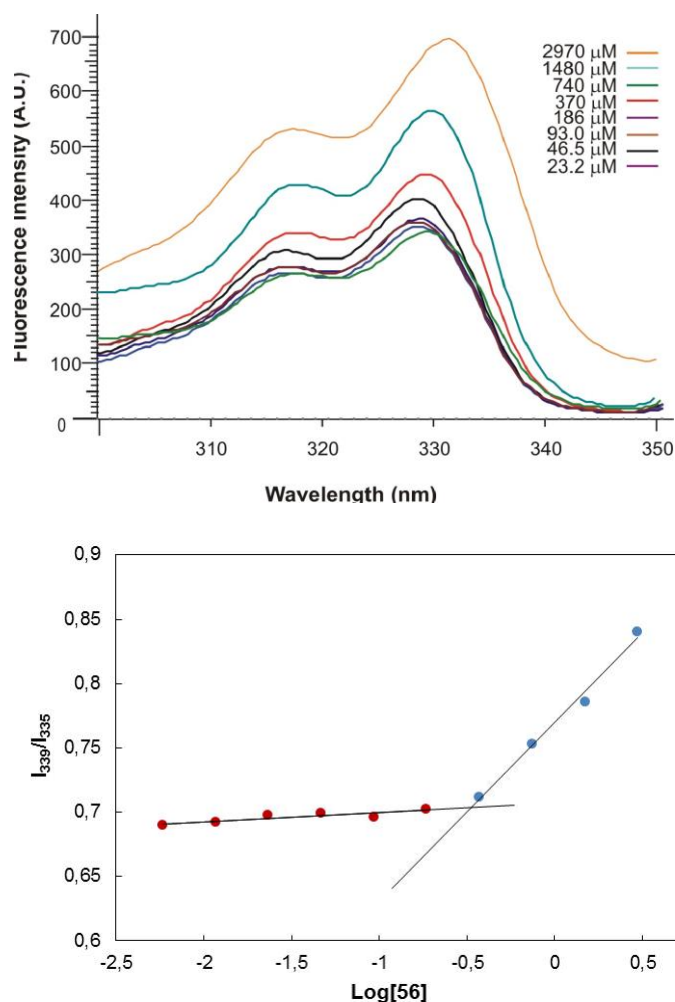 Fluorescence Intensity (A.U.)
700
600
500
400
300
200
100
0
2970 µM
1480 µM
740 µM
370 µM
186 µM
93.0 µM
46.5 µM
23.2 µM
310
320
330
340
350
Wavelength (nm)
I339/I335
0,9
0,85
0,8
0,75
0,7
0,65
0,6
-2,5
-2
-1,5
-1
-0,5
0
0,5
Log[56]